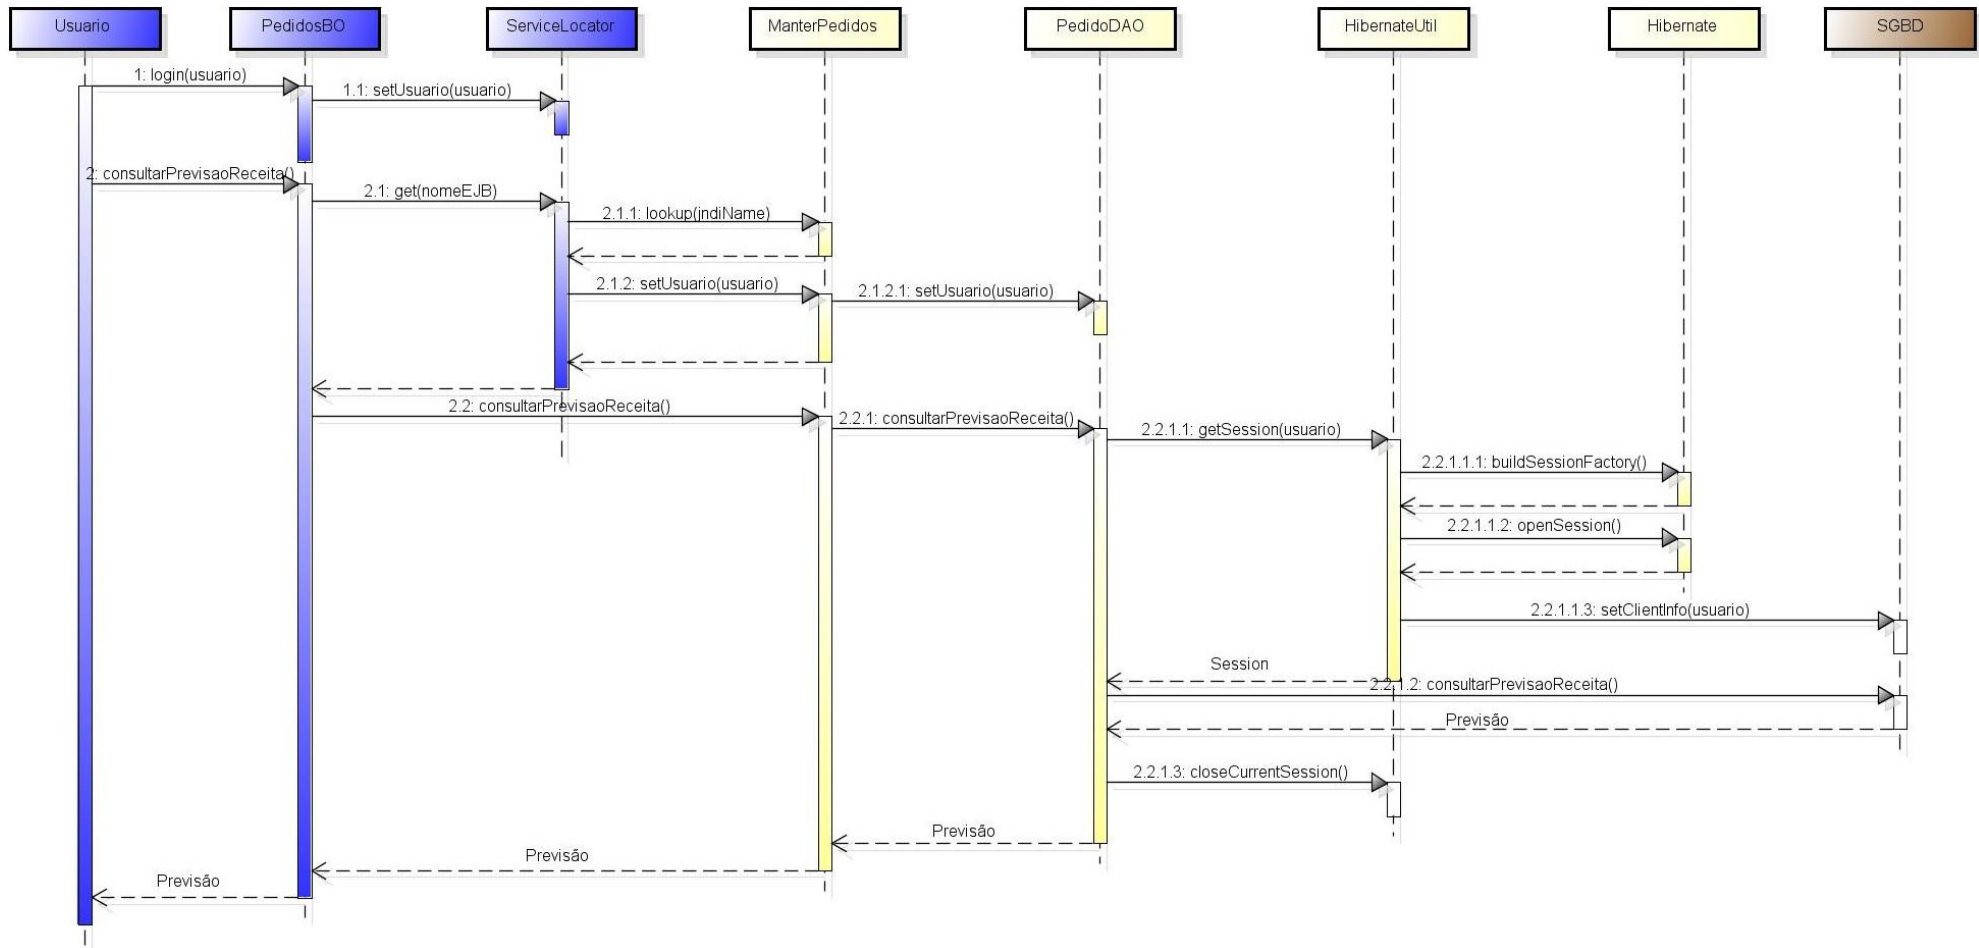 Usuario
PedidosBO
ServiceLocator
ManterPedidos
PedidoDAO
HibernateUtil
Hibernate
SGBD
1: login(usuario)
1.1: setUsuario(usuario)
2: consultarPrevisaoReceita()
2.1: get(nomeEJB)
2.1.1: lookup(jndiName)
2.1.2: setUsuario(usuario)
2.1.2.1: setUsuario(usuario)
2.2: consultarPrevisaoReceita()
2.2.1: consultarPrevisaoReceita()
2.2.1.1: getSession(usuario)
2.2.1.1.1: buildSessionFactory()
2.2.1.1.2: openSession()
2.2.1.1.3: setClientInfo(usuario)
Session
2.2.1.2: consultarPrevisaoReceita()
Previsão
2.2.1.3: closeCurrentSession()
Previsão
Previsão
Previsão